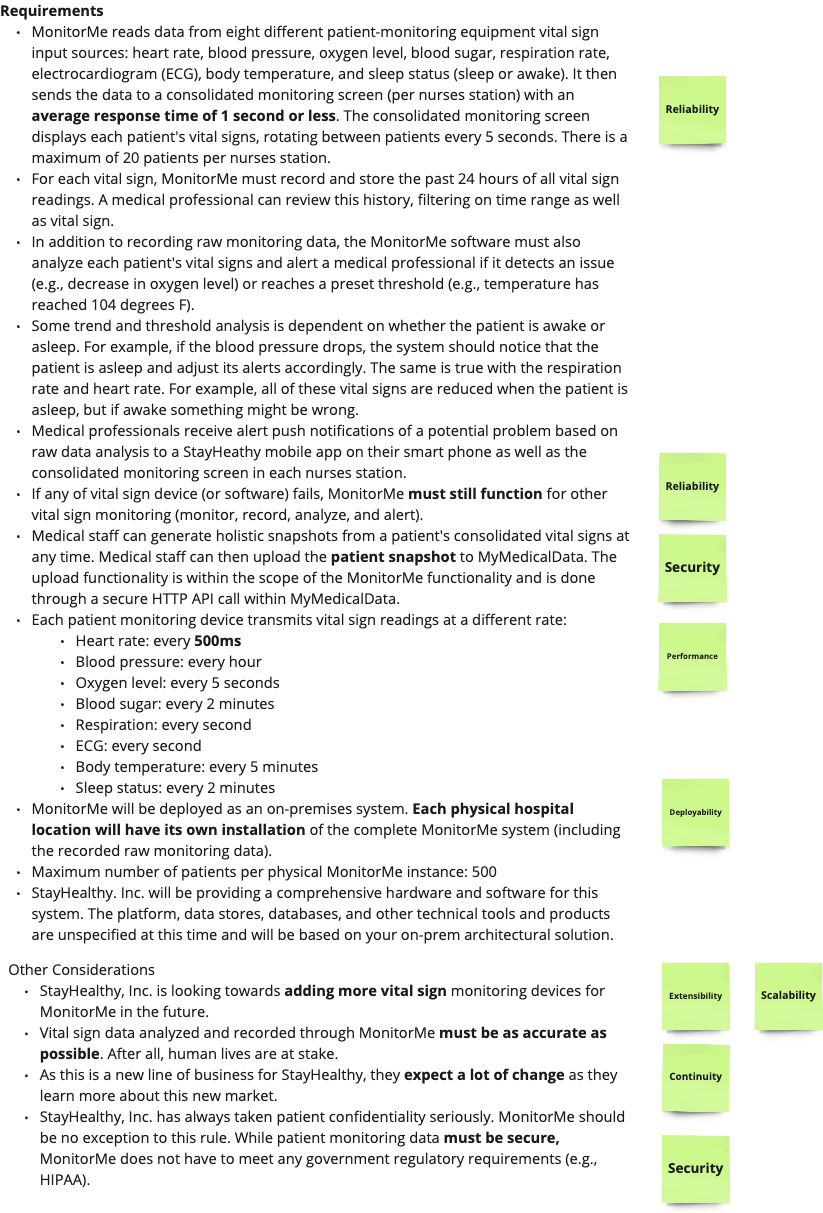 Requirements
• MonitorMe reads data from eight different patient-monitoring equipment vital sign
input sources: heart rate, blood pressure, oxygen level, blood sugar, respiration rate,
electrocardiogram (ECG), body temperature, and sleep status (sleep or awake). It then
sends the data to a consolidated monitoring screen (per nurses station) with an
average response time of 1 second or less. The consolidated monitoring screen
displays each patient's vital signs, rotating between patients every 5 seconds. There is a
maximum of 20 patients per nurses station.
Reliability
• For each vital sign, MonitorMe must record and store the past 24 hours of all vital sign
readings. A medical professional can review this history, filtering on time range as well
as vital sign.
• In addition to recording raw monitoring data, the MonitorMe software must also
analyze each patient's vital signs and alert a medical professional if it detects an issue
(e.g., decrease in oxygen level) or reaches a preset threshold (e.g., temperature has
reached 104 degrees F).
• Some trend and threshold analysis is dependent on whether the patient is awake or
asleep. For example, if the blood pressure drops, the system should notice that the
patient is asleep and adjust its alerts accordingly. The same is true with the respiration
rate and heart rate. For example, all of these vital signs are reduced when the patient is
asleep, but if awake something might be wrong.
• Medical professionals receive alert push notifications of a potential problem based on
raw data analysis to a StayHeathy mobile app on their smart phone as well as the
consolidated monitoring screen in each nurses station.
• If any of vital sign device (or software) fails, MonitorMe must still function for other
vital sign monitoring (monitor, record, analyze, and alert).
Reliability
• Medical staff can generate holistic snapshots from a patient's consolidated vital signs at
any time. Medical staff can then upload the patient snapshot to MyMedicalData. The
upload functionality is within the scope of the MonitorMe functionality and is done
through a secure HTTP API call within MyMedicalData.
Security
• Each patient monitoring device transmits vital sign readings at a different rate:
• Heart rate: every 500ms
• Blood pressure: every hour
• Oxygen level: every 5 seconds
• Blood sugar: every 2 minutes
• Respiration: every second
• ECG: every second
• Body temperature: every 5 minutes
• Sleep status: every 2 minutes
Performance
• MonitorMe will be deployed as an on-premises system. Each physical hospital
location will have its own installation of the complete MonitorMe system (including
the recorded raw monitoring data).
Deployability
• Maximum number of patients per physical MonitorMe instance: 500
• StayHealthy. Inc. will be providing a comprehensive hardware and software for this
system. The platform, data stores, databases, and other technical tools and products
are unspecified at this time and will be based on your on-prem architectural solution.
Other Considerations
• StayHealthy, Inc. is looking towards adding more vital sign monitoring devices for
MonitorMe in the future.
Extensibility
Scalability
• Vital sign data analyzed and recorded through MonitorMe must be as accurate as
possible. After all, human lives are at stake.
• As this is a new line of business for StayHealthy, they expect a lot of change as they
learn more about this new market.
Continuity
• StayHealthy, Inc. has always taken patient confidentiality seriously. MonitorMe should
be no exception to this rule. While patient monitoring data must be secure,
MonitorMe does not have to meet any government regulatory requirements (e.g.,
HIPAA).
Security